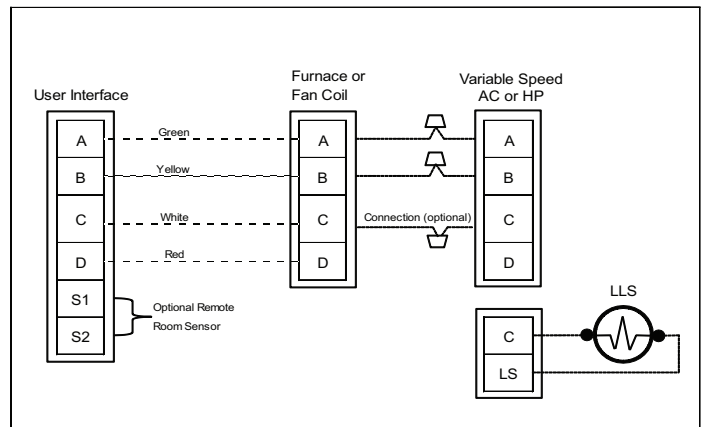 User Interface
Furnace or
Fan Coil
Variable Speed
AC or HP
A
Green
A
A
B
Yellow
B
B
C
White
C
Connection (optional)
C
D
Red
D
D
S1
S2
Optional Remote
Room Sensor
LLS
C
LS